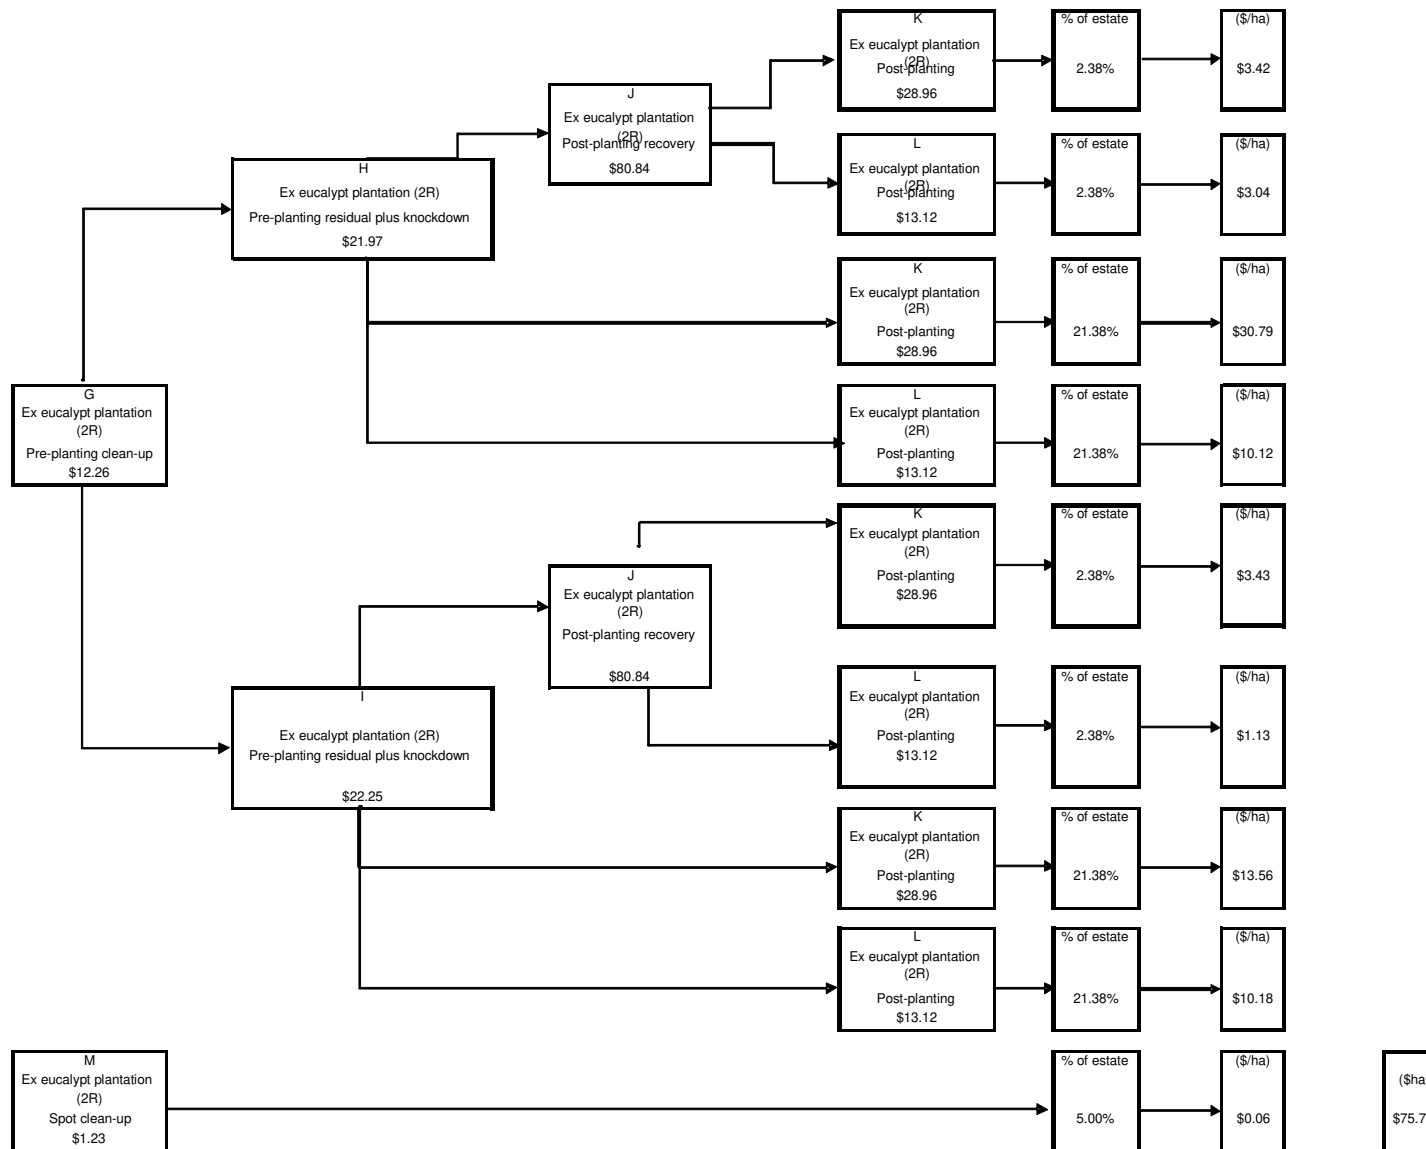 K
Ex eucalypt plantation
(2R)
Post-planting
$28.96
% of estate
2.38%
($/ha)
$3.42
J
Ex eucalypt plantation
(2R)
Post-planting recovery
$80.84
L
Ex eucalypt plantation
(2R)
Post-planting
$13.12
% of estate
2.38%
($/ha)
$3.04
H
Ex eucalypt plantation (2R)
Pre-planting residual plus knockdown
$21.97
K
Ex eucalypt plantation
(2R)
Post-planting
$28.96
% of estate
21.38%
($/ha)
$30.79
G
Ex eucalypt plantation
(2R)
Pre-planting clean-up
$12.26
L
Ex eucalypt plantation
(2R)
Post-planting
$13.12
% of estate
21.38%
($/ha)
$10.12
K
Ex eucalypt plantation
(2R)
Post-planting
$28.96
% of estate
2.38%
($/ha)
$3.43
J
Ex eucalypt plantation
(2R)
Post-planting recovery
$80.84
L
Ex eucalypt plantation
(2R)
Post-planting
$13.12
% of estate
2.38%
($/ha)
$1.13
I
Ex eucalypt plantation (2R)
Pre-planting residual plus knockdown
$22.25
K
Ex eucalypt plantation
(2R)
Post-planting
$28.96
% of estate
21.38%
($/ha)
$13.56
L
Ex eucalypt plantation
(2R)
Post-planting
$13.12
% of estate
21.38%
($/ha)
$10.18
M
Ex eucalypt plantation
(2R)
Spot clean-up
$1.23
% of estate
5.00%
($/ha)
$0.06
($ha
$75.7